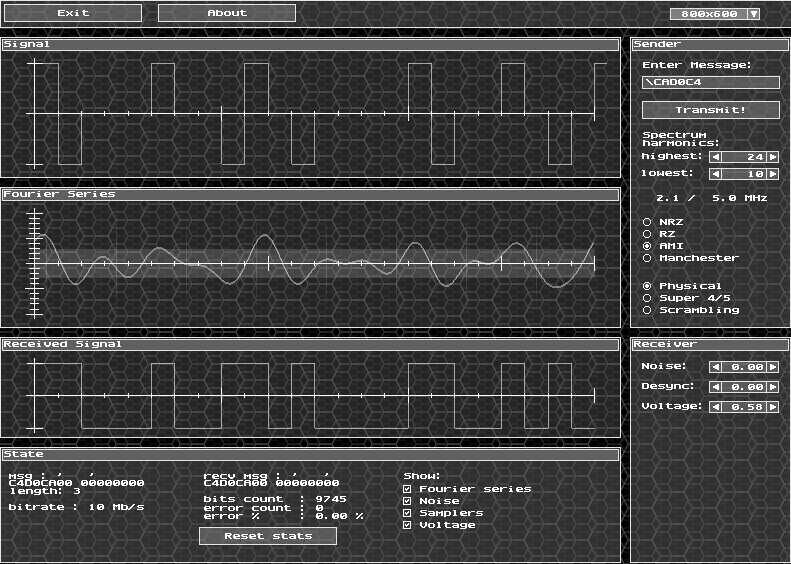 Exit
About
800x600
Signal
Sender
Enter Message:
\CAD0C4
Transmit!
Spectrum
harmonics:
highest: 24
lowest: 10
2.1 / 5.0 MHz
NRZ
RZ
AMI
Manchester
Physical
Super 4/5
Scrambling
Fourier Series
Received Signal
Receiver
Noise: 0.00
Desync: 0.00
Voltage: 0.58
State
msg : ' '
C4D0CA00 00000000
length: 3
bitrate : 10 Mb/s
recv msg : ' '
C4D0CA00 00000000
bits count : 9745
error count : 0
error % : 0.00 %
Reset stats
Show:
Fourier series
Noise
Samplers
Voltage